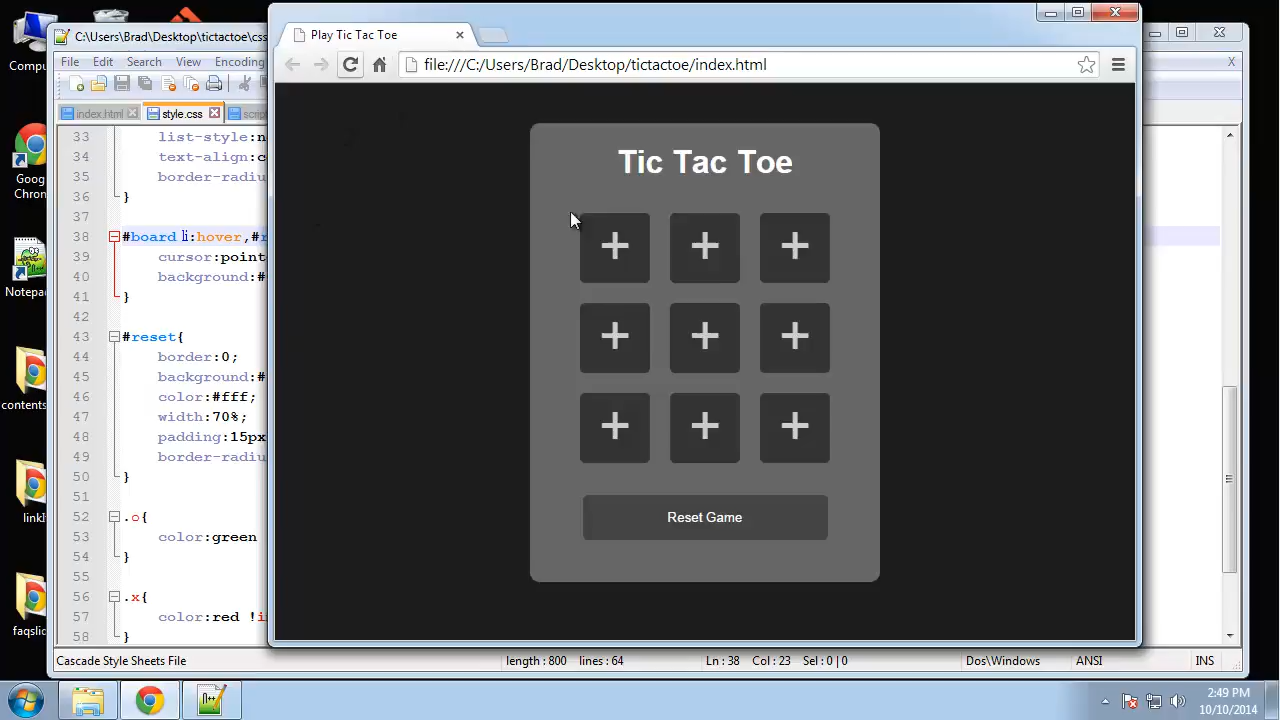 Compu
Goog
Chron
Notep
contents
linkl
faqslid
C:\Users\Brad\Desktop\tictactoe\css
File Edit Search View Encoding
X
index.html style.css scrip
33 list-style:n
34 text-align:c
35 border-radiu
36 }
37
38 #board li:hover,#r
39 cursor:point
40 background:#
41 }
42
43 #reset{
44 border:0;
45 background:#
46 color:#fff;
47 width:70%;
48 padding:15px
49 border-radiu
50 }
51
52 .o{
53 color:green
54 }
55
56 .x{
57 color:red !i
58 }
Cascade Style Sheets File length : 800 lines : 64 Ln : 38 Col : 23 Sel : 0 | 0 Dos\Windows ANSI INS
Play Tic Tac Toe
file:///C:/Users/Brad/Desktop/tictactoe/index.html
Tic Tac Toe
+ + +
+ + +
+ + +
Reset Game
2:49 PM
10/10/2014